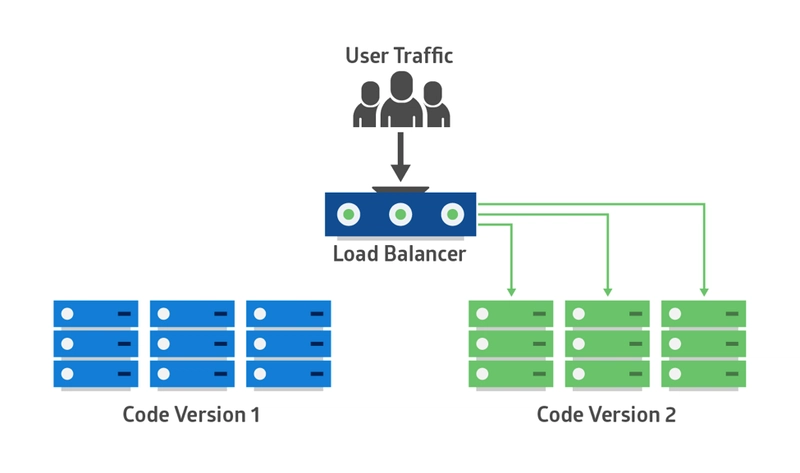 User Traffic
Load Balancer
Code Version 1
Code Version 2